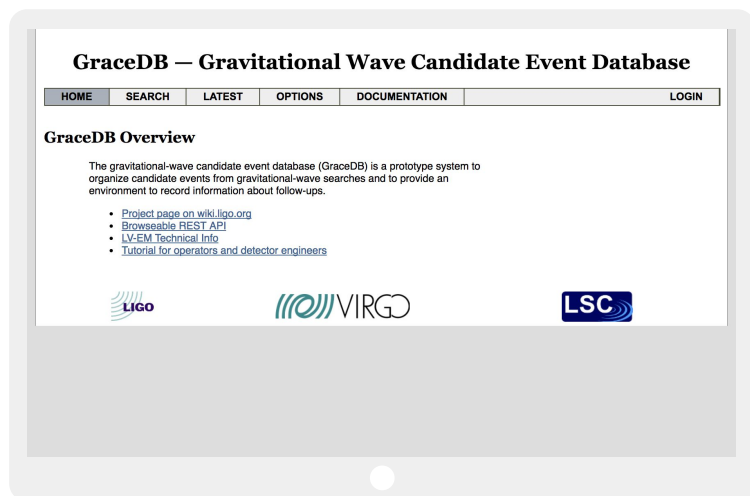 GraceDB — Gravitational Wave Candidate Event Database
HOME SEARCH LATEST OPTIONS DOCUMENTATION LOGIN
GraceDB Overview
The gravitational-wave candidate event database (GraceDB) is a prototype system to
organize candidate events from gravitational-wave searches and to provide an
environment to record information about follow-ups.
• Project page on wiki.ligo.org
• Browseable REST API
• LV-EM Technical Info
• Tutorial for operators and detector engineers
LIGO VIRGO LSC